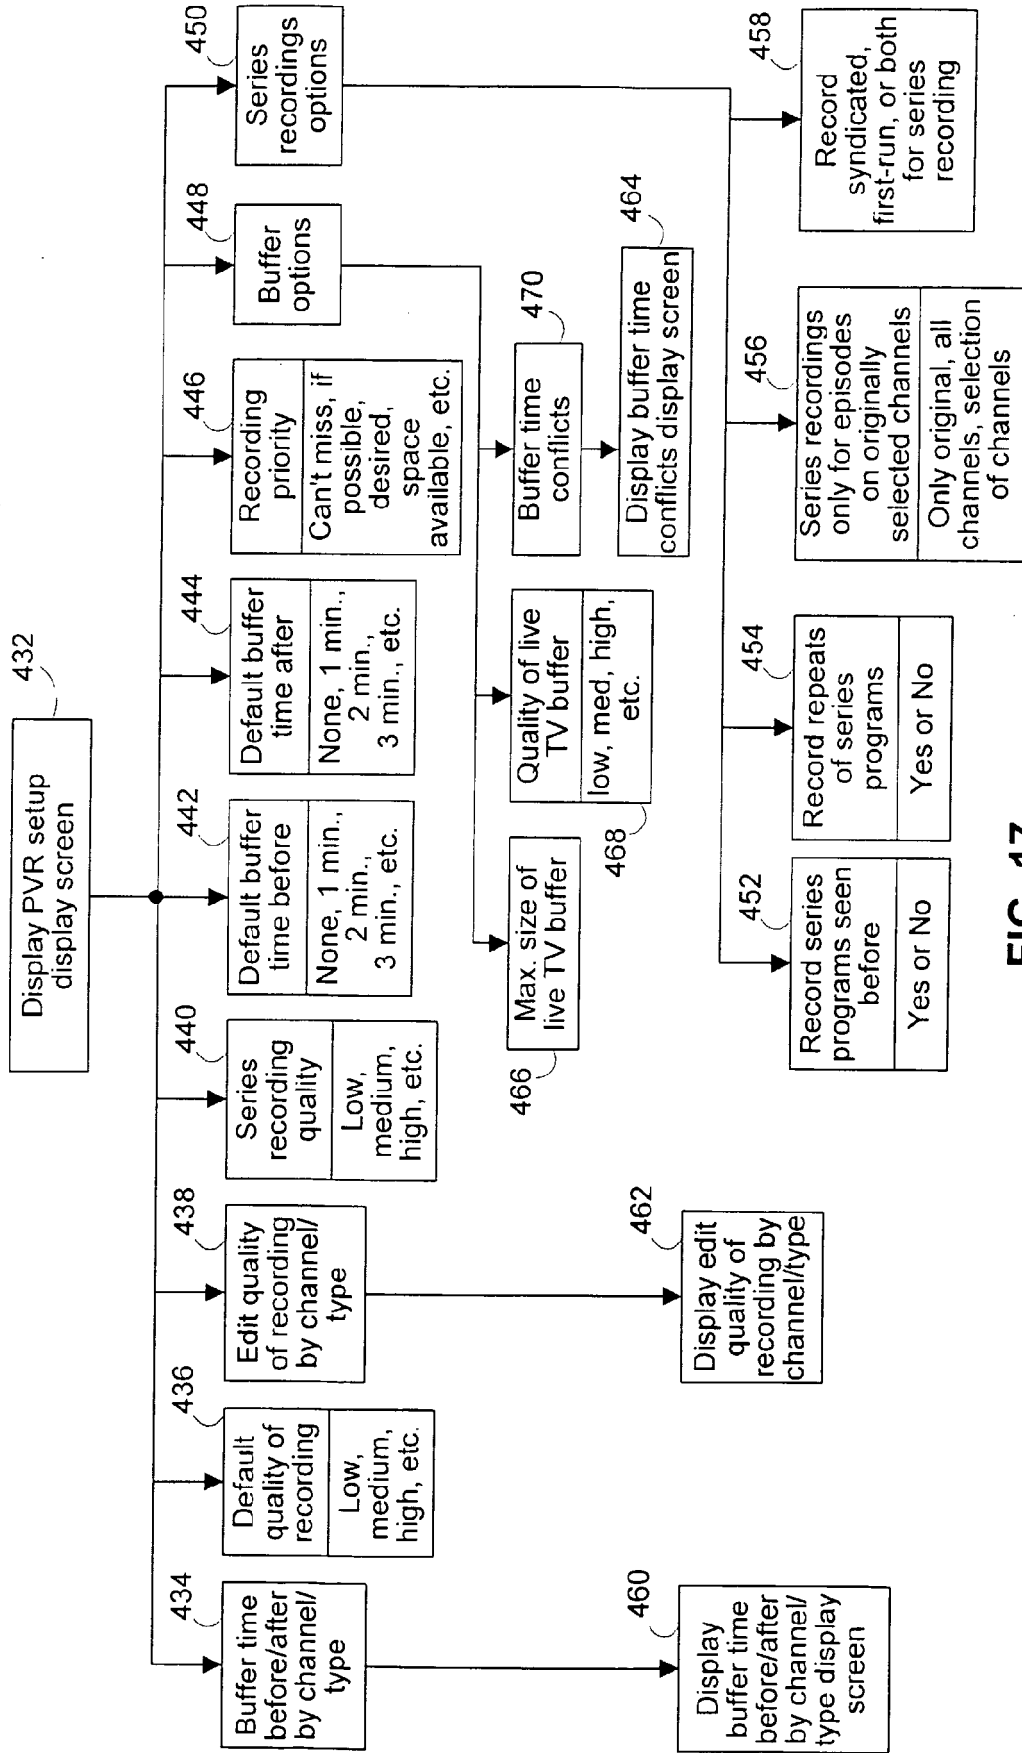 432
Display PVR setup
display screen
434
Buffer time
before/after
by channel/
type
436
Default
quality of
recording
Low,
medium,
high, etc.
438
Edit quality
of recording
by channel/
type
440
Series
recording
quality
Low,
medium,
high, etc.
442
Default buffer
time before
None, 1 min.,
2 min.,
3 min., etc.
444
Default buffer
time after
None, 1 min.,
2 min.,
3 min., etc.
446
Recording
priority
Can't miss, if
possible,
desired,
space
available, etc.
448
Buffer
options
450
Series
recordings
options
460
Display
buffer time
before/after
by channel/
type display
screen
462
Display edit
quality of
recording by
channel/type
466
Max. size of
live TV buffer
468
Quality of live
TV buffer
low, med, high,
etc.
470
Buffer time
conflicts
464
Display buffer time
conflicts display screen
452
Record series
programs seen
before
Yes or No
454
Record repeats
of series
programs
Yes or No
456
Series recordings
only for episodes
on originally
selected channels
Only original, all
channels, selection
of channels
458
Record
syndicated,
first-run, or both
for series
recording